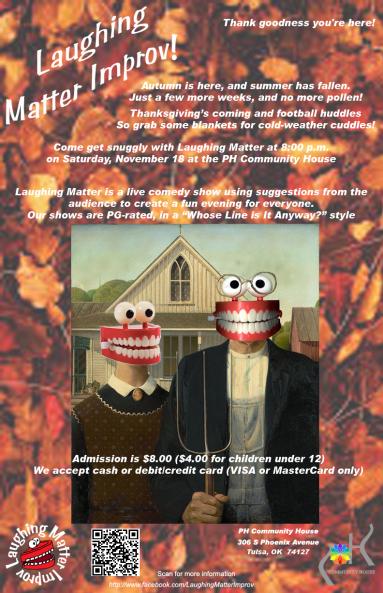 Thank goodness you're here!
Laughing
Matter Improv!
Autumn is here, and summer has fallen.
Just a few more weeks, and no more pollen!
Thanksgiving's coming and football huddles
So grab some blankets for cold-weather cuddles!
Come get snuggly with Laughing Matter at 8:00 p.m.
on Saturday, November 18 at the PH Community House
Laughing Matter is a live comedy show using suggestions from the
audience to create a fun evening for everyone.
Our shows are PG-rated, in a "Whose Line Is It Anyway?" style
Admission is $8.00 ($4.00 for children under 12)
We accept cash or debit/credit card (VISA or MasterCard only)
Laughing Matter Improv
Scan for more information
http://www.facebook.com/LaughingMatterImprov
PH Community House
306 S Phoenix Avenue
Tulsa, OK 74127
COMMUNITY HOUSE